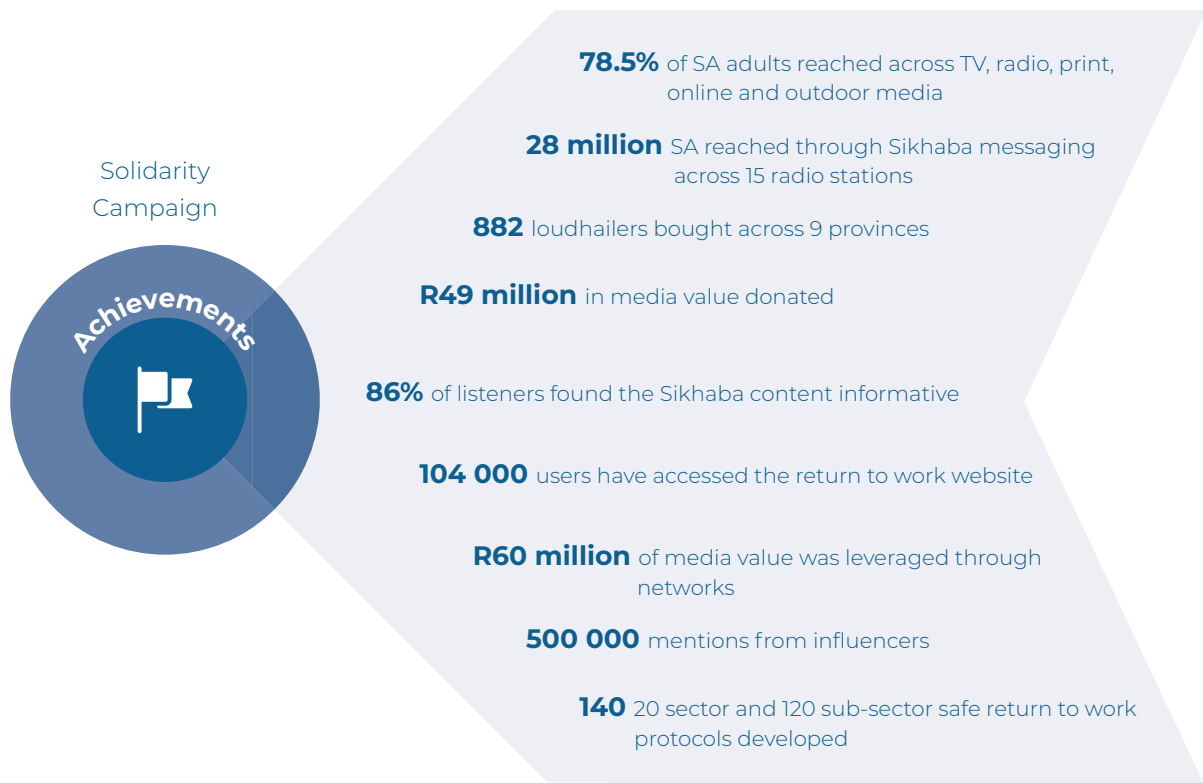 Solidarity
Campaign
Achievements
78.5% of SA adults reached across TV, radio, print,
online and outdoor media
28 million SA reached through Sikhaba messaging
across 15 radio stations
882 loudhailers bought across 9 provinces
R49 million in media value donated
86% of listeners found the Sikhaba content informative
104 000 users have accessed the return to work website
R60 million of media value was leveraged through
networks
500 000 mentions from influencers
140 20 sector and 120 sub-sector safe return to work
protocols developed